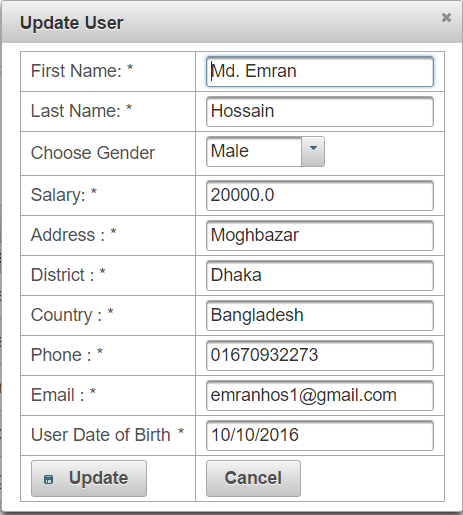 Update User
First Name: * Md. Emran
Last Name: * Hossain
Choose Gender Male
Salary: * 20000.0
Address : * Moghbazar
District : * Dhaka
Country : * Bangladesh
Phone : * 01670932273
Email : * emranhos1@gmail.com
User Date of Birth * 10/10/2016
Update Cancel